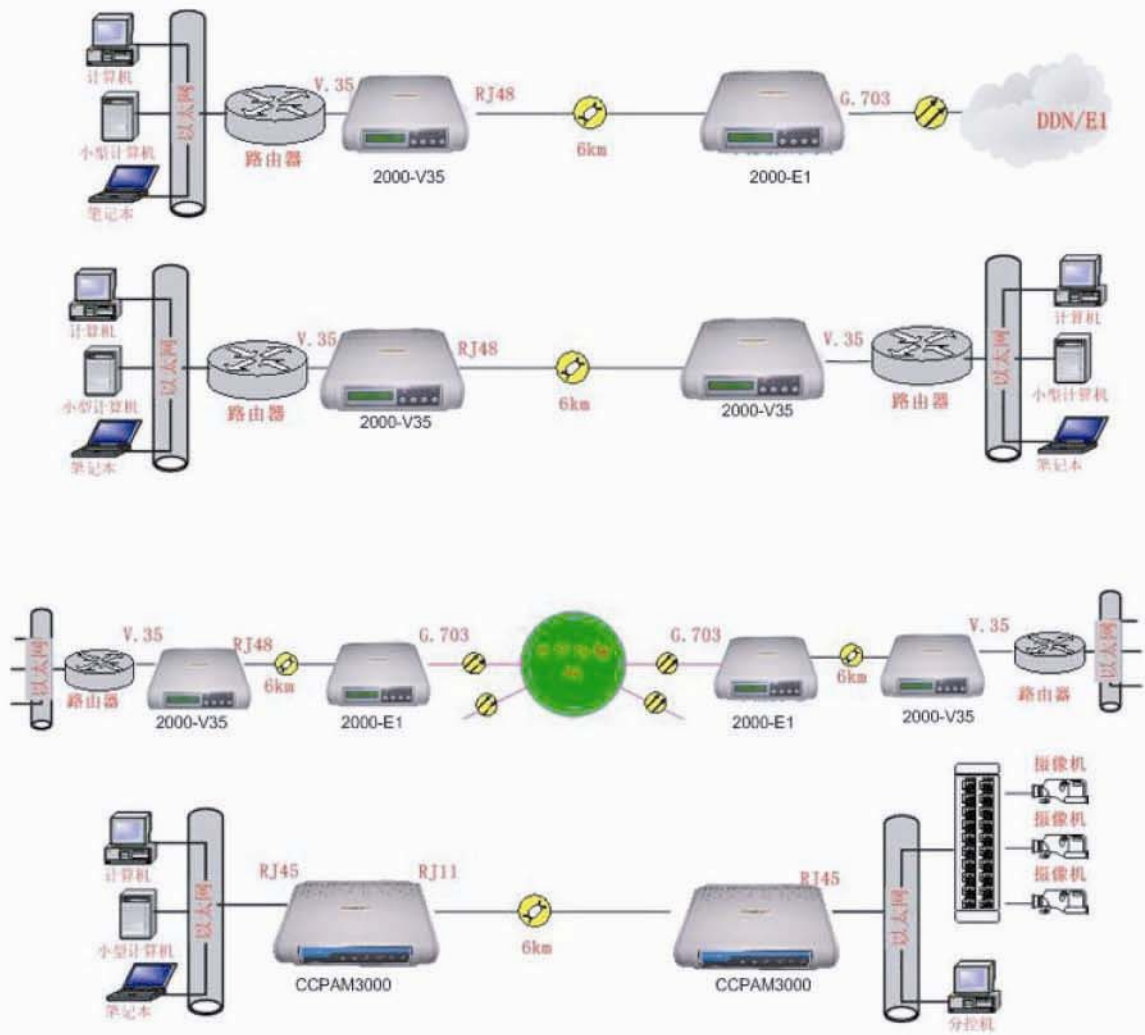 计算机
小型计算机
笔记本
以太网
路由器
V.35
2000-V35
RJ48
6km
2000-E1
G.703
DDN/E1
计算机
小型计算机
笔记本
以太网
路由器
V.35
2000-V35
RJ48
6km
2000-V35
V.35
路由器
以太网
计算机
小型计算机
笔记本
以太网
路由器
V.35
2000-V35
RJ48
6km
2000-E1
G.703
G.703
2000-E1
6km
2000-V35
V.35
路由器
以太网
计算机
小型计算机
笔记本
以太网
RJ45
CCPAM3000
RJ11
6km
CCPAM3000
RJ45
以太网
摄像机
摄像机
摄像机
分控机